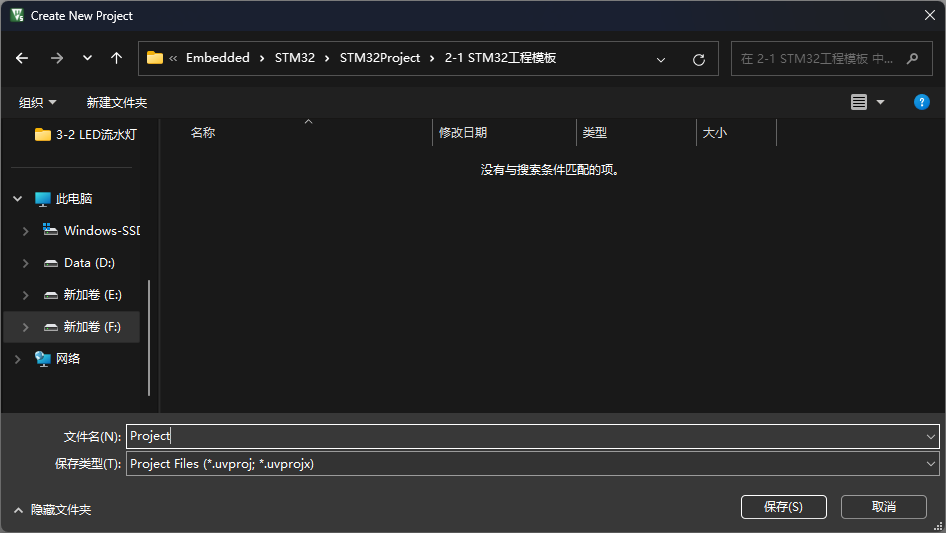 Create New Project
« Embedded › STM32 › STM32Project › 2-1 STM32工程模板
在 2-1 STM32工程模板 中...
组织 新建文件夹
3-2 LED流水灯
名称 修改日期 类型 大小
没有与搜索条件匹配的项。
此电脑
Windows-SSD
Data (D:)
新加卷 (E:)
新加卷 (F:)
网络
文件名(N): Project
保存类型(T): Project Files (*.uvproj; *.uvprojx)
隐藏文件夹
保存(S) 取消